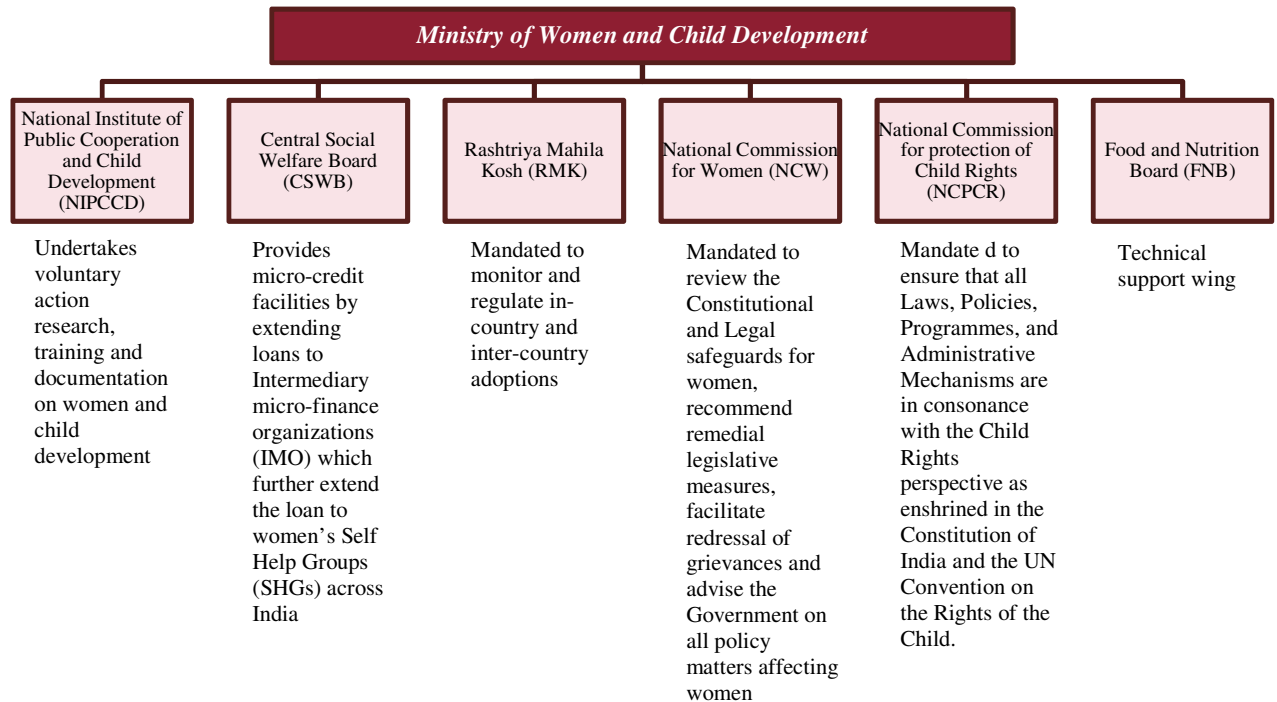 Ministry of Women and Child Development
National Institute of
Public Cooperation
and Child
Development
(NIPCCD)
Central Social
Welfare Board
(CSWB)
Rashtriya Mahila
Kosh (RMK)
National Commission
for Women (NCW)
National Commission
for protection of
Child Rights
(NCPCR)
Food and Nutrition
Board (FNB)
Undertakes
voluntary
action
research,
training and
documentation
on women and
child
development
Provides
micro-credit
facilities by
extending
loans to
Intermediary
micro-finance
organizations
(IMO) which
further extend
the loan to
women’s Self
Help Groups
(SHGs) across
India
Mandated to
monitor and
regulate in-
country and
inter-country
adoptions
Mandated to
review the
Constitutional
and Legal
safeguards for
women,
recommend
remedial
legislative
measures,
facilitate
redressal of
grievances and
advise the
Government on
all policy
matters affecting
women
Mandate d to
ensure that all
Laws, Policies,
Programmes, and
Administrative
Mechanisms are
in consonance
with the Child
Rights
perspective as
enshrined in the
Constitution of
India and the UN
Convention on
the Rights of the
Child.
Technical
support wing